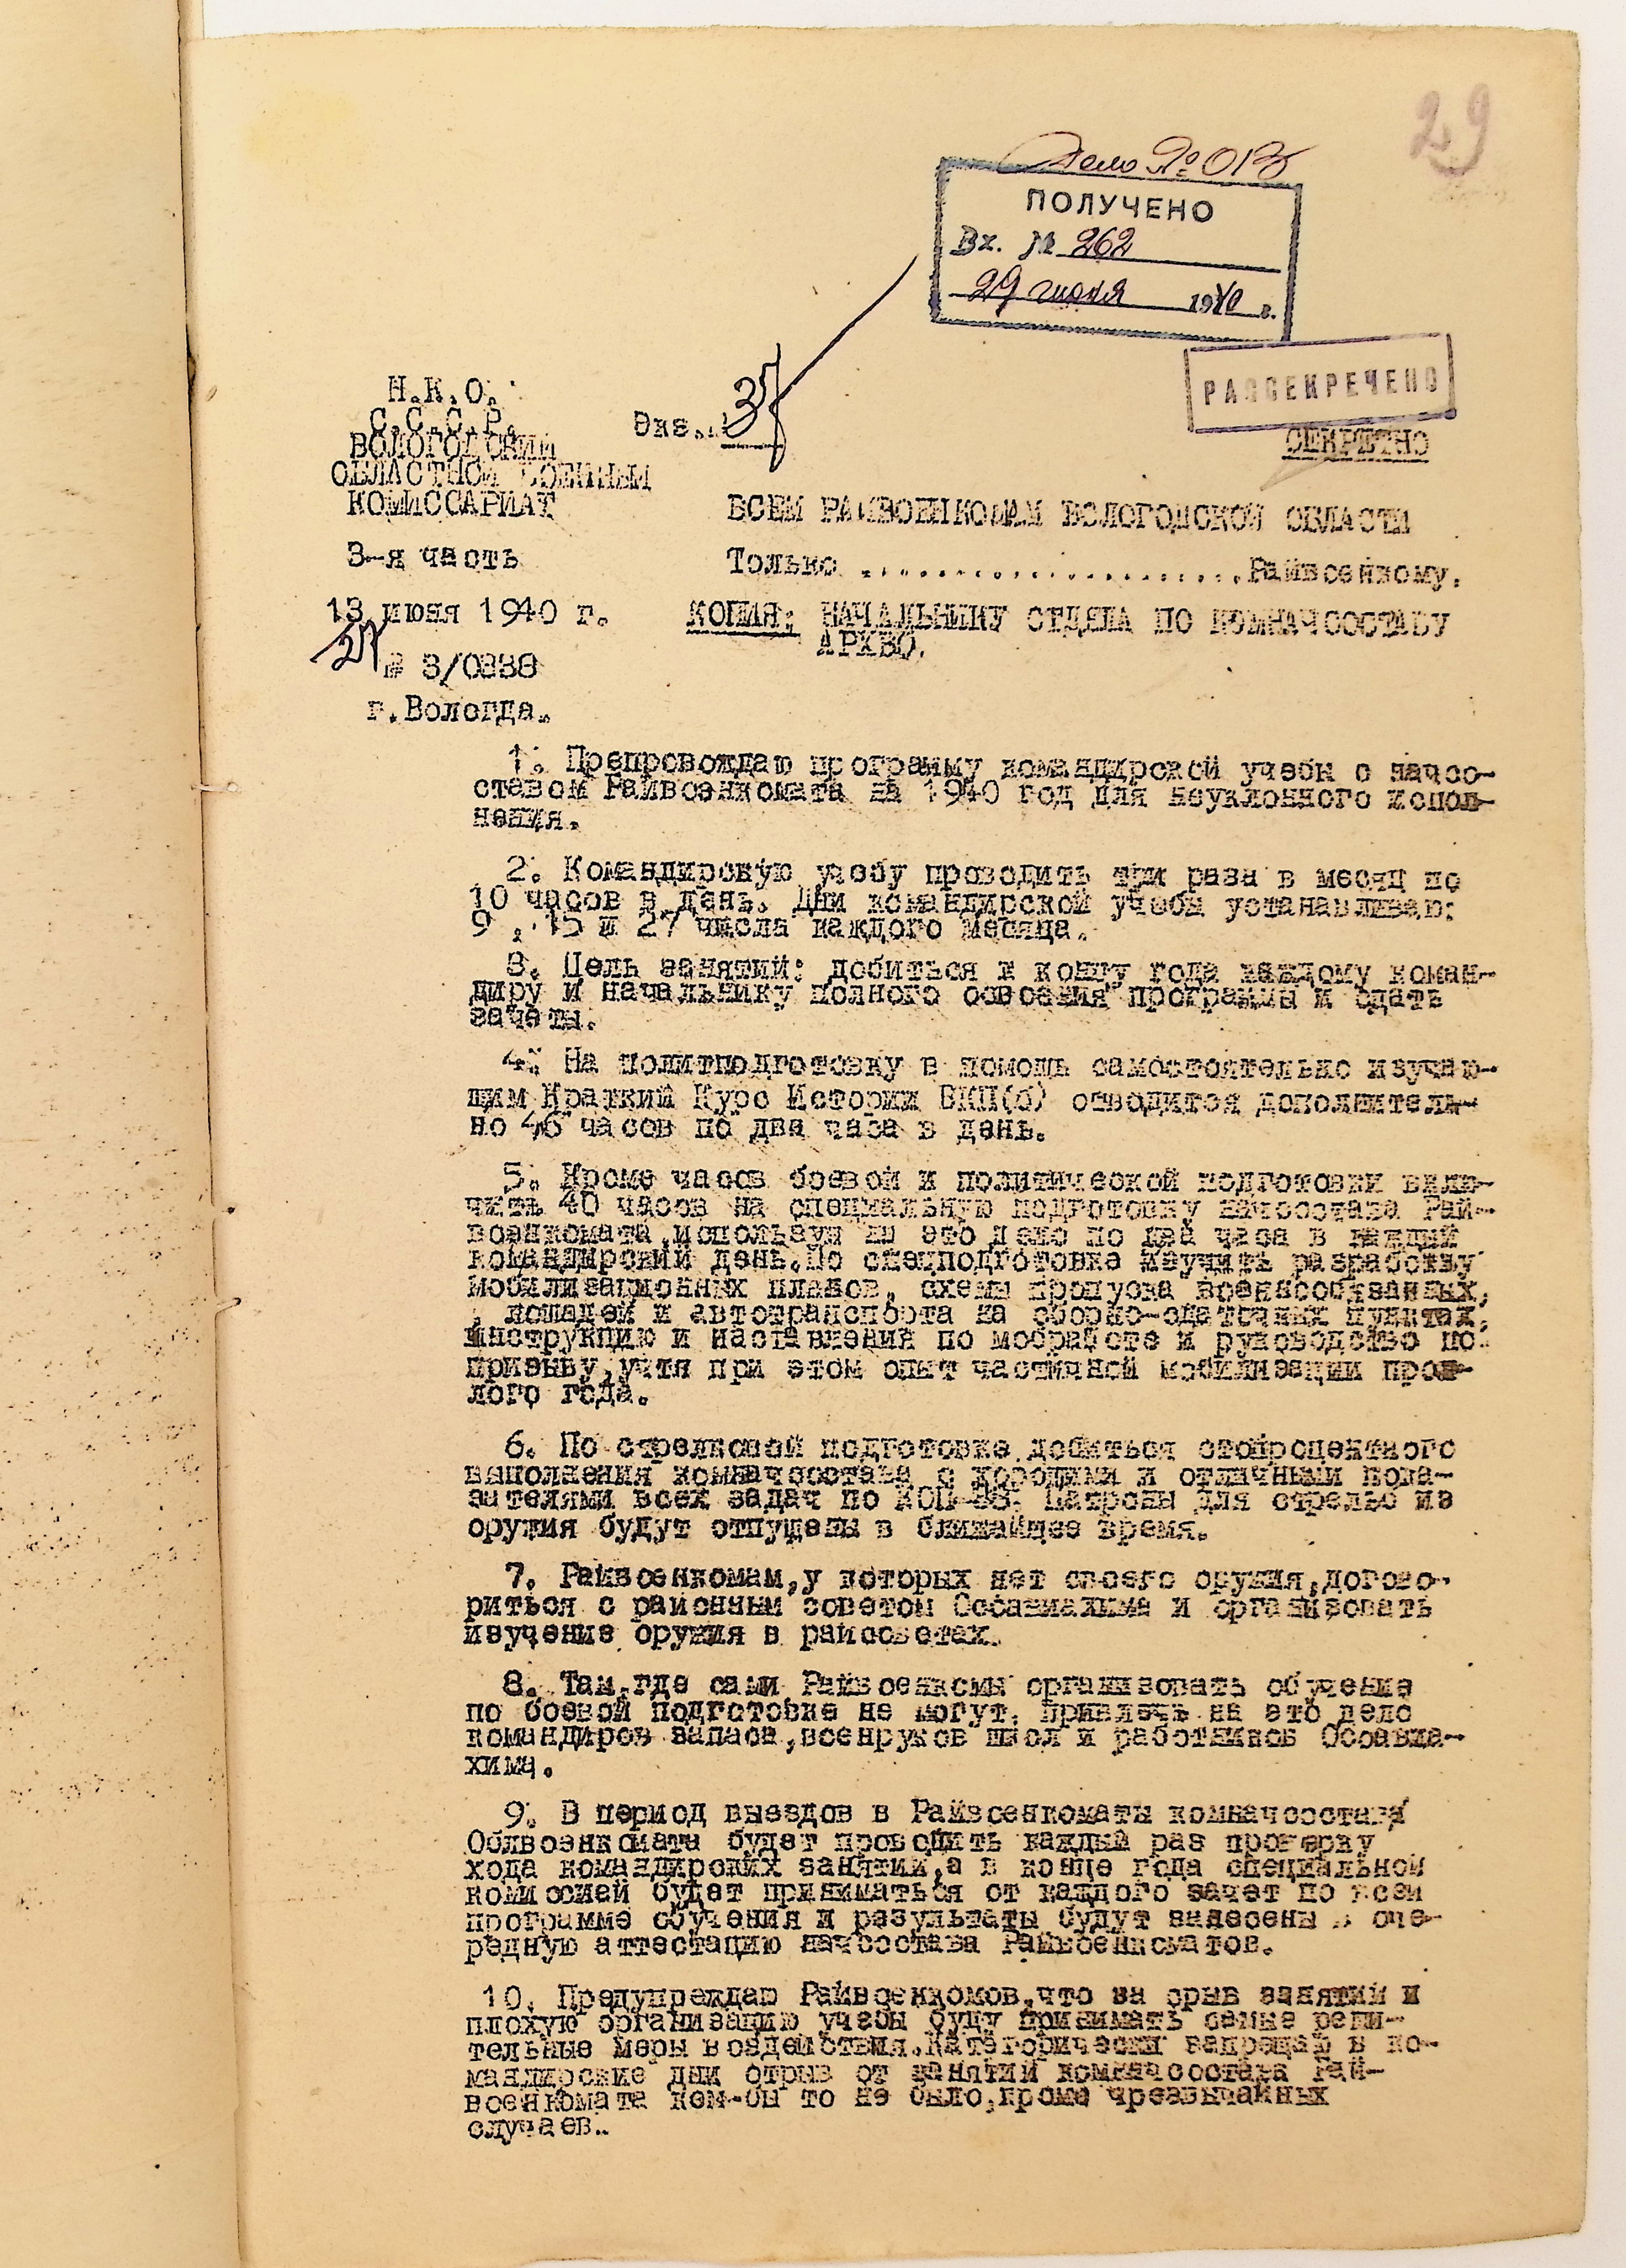 29
Дело № 013
ПОЛУЧЕНО
Вх. № 262
29 июня 1940 г.
РАССЕКРЕЧЕНО
СЕКРЕТНО
Н.К.О.
С.С.С.Р.
ВОЛОГОДСКИЙ
ОБЛАСТНОЙ ВОЕННЫЙ
КОМИССАРИАТ
Экз.
3-я часть
13 июня 1940 г.
№ 3/0338
г.Вологда.
ВСЕМ РАЙВОЕНКОМАМ ВОЛОГОДСКОЙ ОБЛАСТИ
Только ........................Райвоенкому.
КОПИЯ: НАЧАЛЬНИКУ ОТДЕЛА ПО КОМНАЧСОСТАВУ
АРХВО.
1. Препровождаю программу командирской учебы с начсо-
ставом Райвоенкомата на 1940 год для неуклонного испол-
нения.
2. Командирскую учебу проводить три раза в месяц по
10 часов в день. Дни командирской учебы устанавливаю:
9 , 15 и 27 числа каждого месяца.
3. Цель занятий: добиться к концу года каждому коман-
диру и начальнику полного освоения программы и сдать
зачеты.
4. На политподготовку в помощь самостоятельно изучаю-
щим Краткий Курс Истории ВКП(б) отводится дополнитель-
но 46 часов по два часа в день.
5. Кроме часов боевой и политической подготовки вклю-
чить 40 часов на специальную подготовку начсостава Рай-
военкомата,используя на это дело по два часа в каждый
командирский день.По спецподготовке изучить разработку
мобилизационных планов, схемы пропуска военнообязанных,
лошадей и автотранспорта на сборно-сдаточных пунктах,
инструкцию и наставления по мобработе и руководство по
призыву,учтя при этом опыт частичной мобилизации прош-
лого года.
6. По стрелковой подготовке добиться стопроцентного
выполнения комначсостава с хорошими и отличными пока-
зателями всех задач по КОП-38. Патроны для стрельб из
оружия будут отпущены в ближайшее время.
7. Райвоенкомам,у которых нет своего оружия,догово-
риться с районным советом Осоавиахима и организовать
изучение оружия в райсоветах.
8. Там,где сами Райвоенкомы организовать обучение
по боевой подготовке не могут, привлечь на это дело
командиров запаса,военруков школ и работников Осоавиа-
хима.
9. В период выездов в Райвоенкоматы комначсостава
Облвоенкомата будет проводить каждый раз проверку
хода командирских занятий,а в конце года специальной
комиссией будет приниматься от каждого зачет по всей
программе обучения и результаты будут занесены в оче-
редную аттестацию начсостава Райвоенкоматов.
10. Предупреждаю Райвоенкомов,что за срыв занятий и
плохую организацию учебы буду принимать самые реши-
тельные меры воздействия.Категорически запрещаю в ко-
мандирские дни отрыв от занятий комначсостава Рай-
военкомата кем-бы то не было,кроме чрезвычайных
случаев.